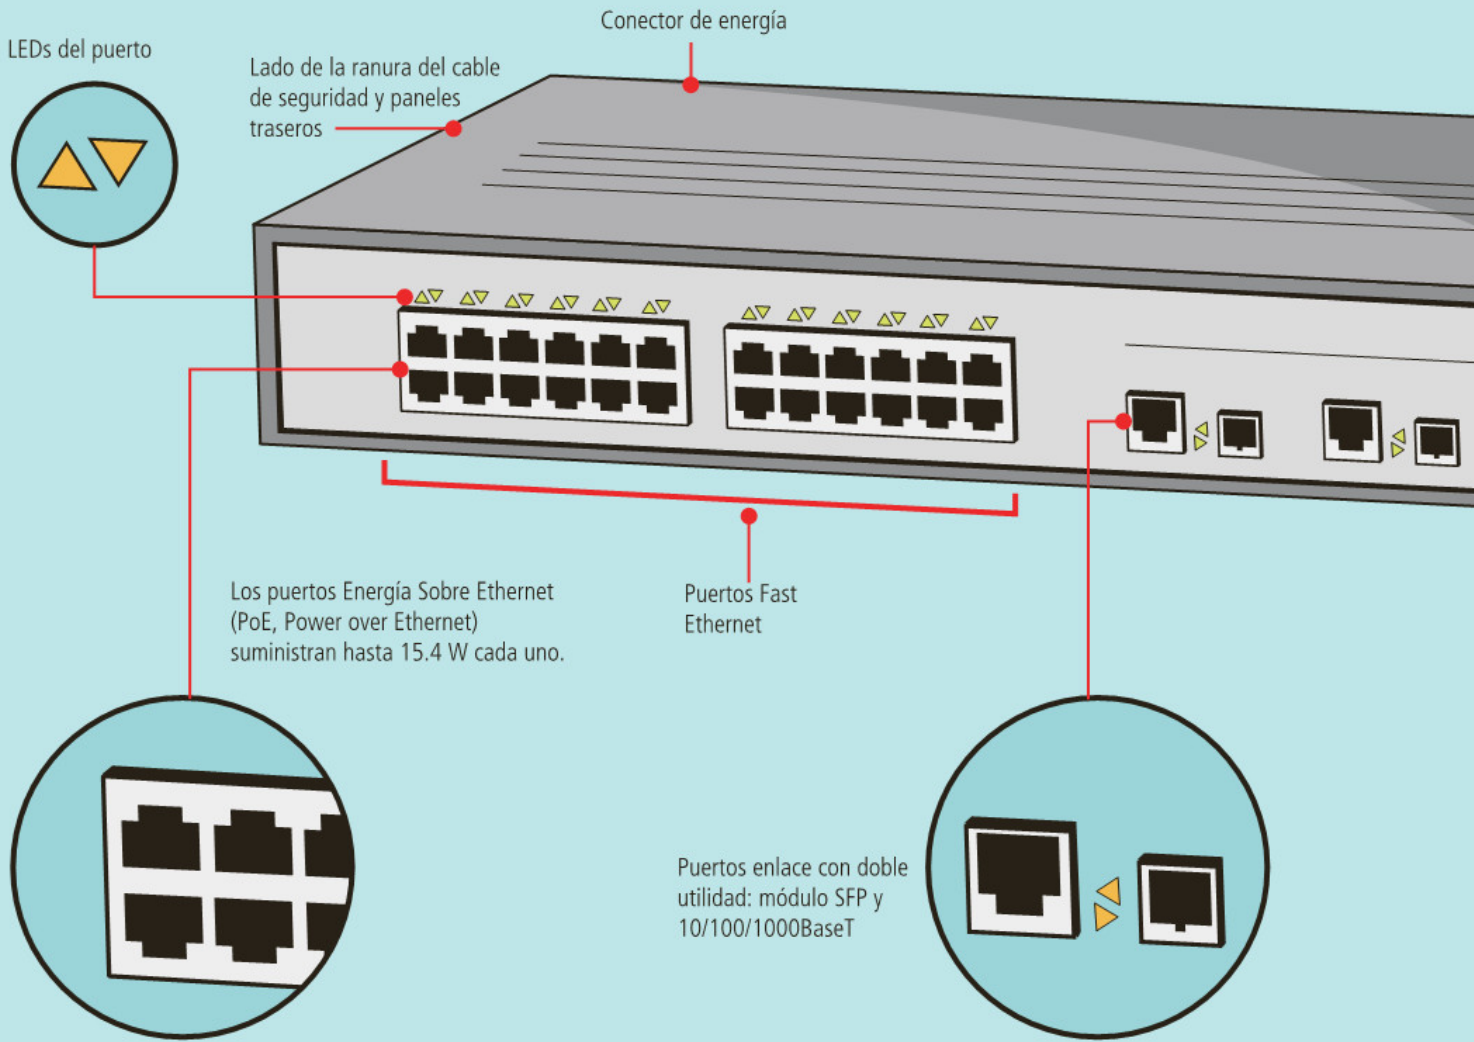 Conector de energía
LEDs del puerto
Lado de la ranura del cable
de seguridad y paneles
traseros
Los puertos Energía Sobre Ethernet
(PoE, Power over Ethernet)
suministran hasta 15.4 W cada uno.
Puertos Fast
Ethernet
Puertos enlace con doble
utilidad: módulo SFP y
10/100/1000BaseT